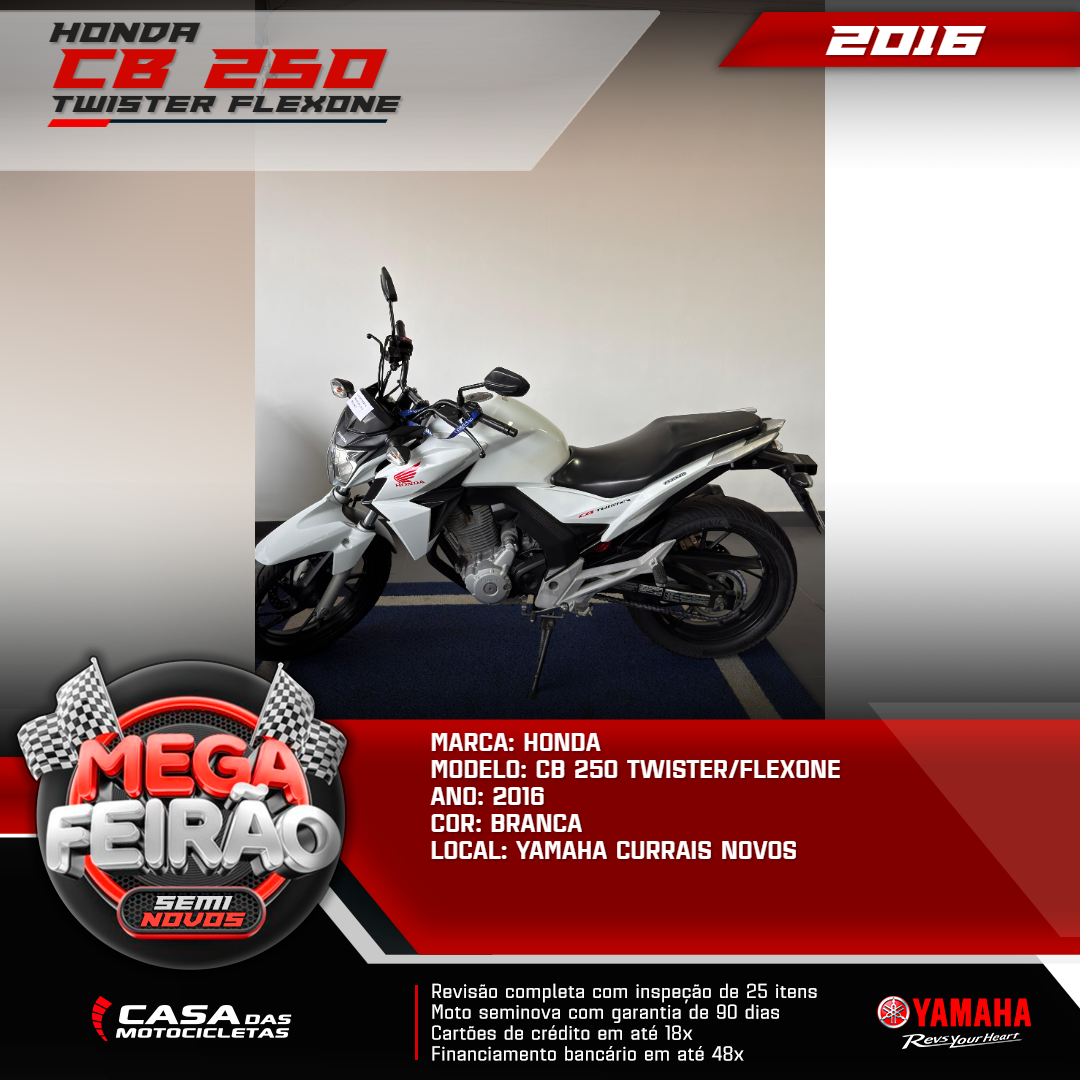 HONDA
CB 250
TWISTER FLEXONE
2016
HONDA
CB TWISTER
MEGA
FEIRÃO
SEMI
NOVOS
MARCA: HONDA
MODELO: CB 250 TWISTER/FLEXONE
ANO: 2016
COR: BRANCA
LOCAL: YAMAHA CURRAIS NOVOS
CASA DAS
MOTOCICLETAS
Revisão completa com inspeção de 25 itens
Moto seminova com garantia de 90 dias
Cartões de crédito em até 18x
Financiamento bancário em até 48x
YAMAHA
Revs Your Heart